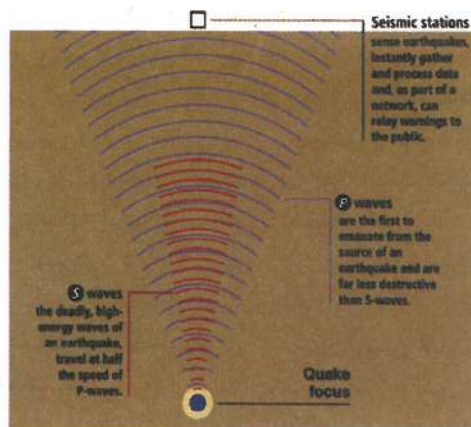 Seismic stations
sense earthquakes,
instantly gather
and process data
and, as part of a
network, can
relay warnings to
the public.
P waves
are the first to
emanate from the
source of an
earthquake and are
far less destructive
than S-waves.
S waves
the deadly, high-
energy waves of
an earthquake,
travel at half
the speed of
P-waves.
Quake
focus